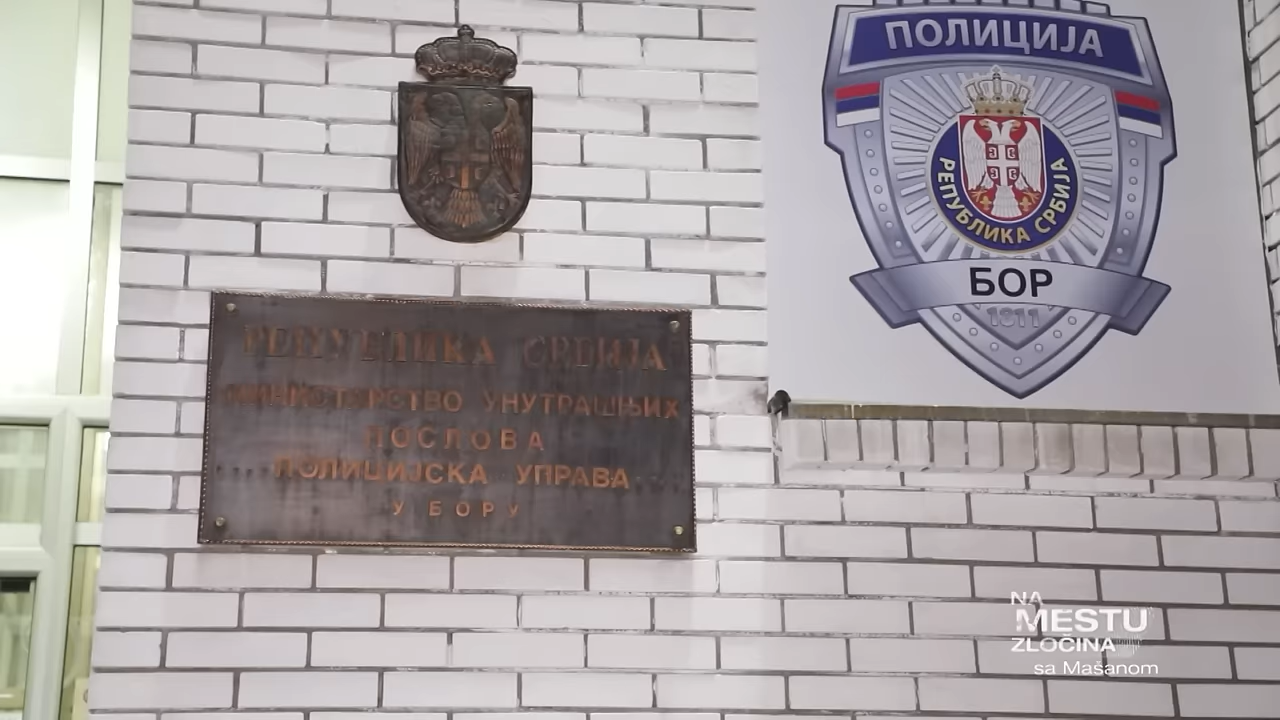 РЕПУБЛИКА СРБИЈА
МИНИСТАРСТВО УНУТРАШЊИХ
ПОСЛОВА
ПОЛИЦИЈСКА УПРАВА
У БОРУ
ПОЛИЦИЈА
РЕПУБЛИКА СРБИЈА
БОР
1811
NA
MESTU
ZLOČINA
sa Mašanom